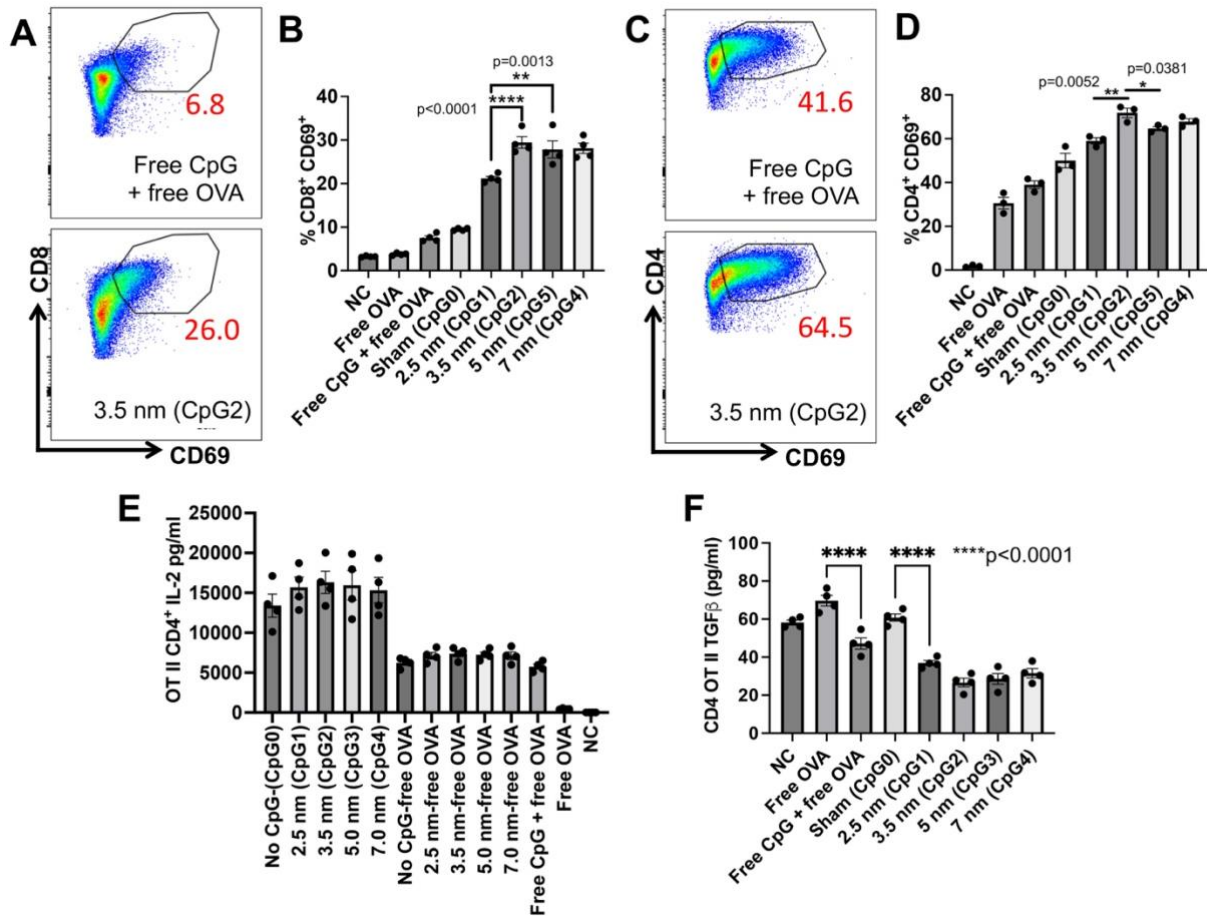 A
6.8
Free CpG
+ free OVA
CD8
26.0
3.5 nm (CpG2)
CD69
B
p=0.0013
**
p<0.0001
****
% CD8+ CD69+
40
30
20
10
0
NC
Free OVA
Free CpG + free OVA
Sham (CpG0)
2.5 nm (CpG1)
3.5 nm (CpG2)
5 nm (CpG5)
7 nm (CpG4)
C
41.6
Free CpG
+ free OVA
CD4
64.5
3.5 nm (CpG2)
CD69
D
p=0.0381
p=0.0052
**
*
% CD4+ CD69+
80
60
40
20
0
NC
Free OVA
Free CpG + free OVA
Sham (CpG0)
2.5 nm (CpG1)
3.5 nm (CpG2)
5 nm (CpG5)
7 nm (CpG4)
E
OT II CD4+ IL-2 pg/ml
25000
20000
15000
10000
5000
0
No CpG-(CpG0)
2.5 nm (CpG1)
3.5 nm (CpG2)
5.0 nm (CpG3)
7.0 nm (CpG4)
No CpG-free OVA
2.5 nm-free OVA
3.5 nm-free OVA
5.0 nm-free OVA
7.0 nm-free OVA
Free CpG + free OVA
Free OVA
NC
F
**** **** ****p<0.0001
CD4 OT II TGFβ (pg/ml)
100
80
60
40
20
0
NC
Free OVA
Free CpG + free OVA
Sham (CpG0)
2.5 nm (CpG1)
3.5 nm (CpG2)
5 nm (CpG3)
7 nm (CpG4)